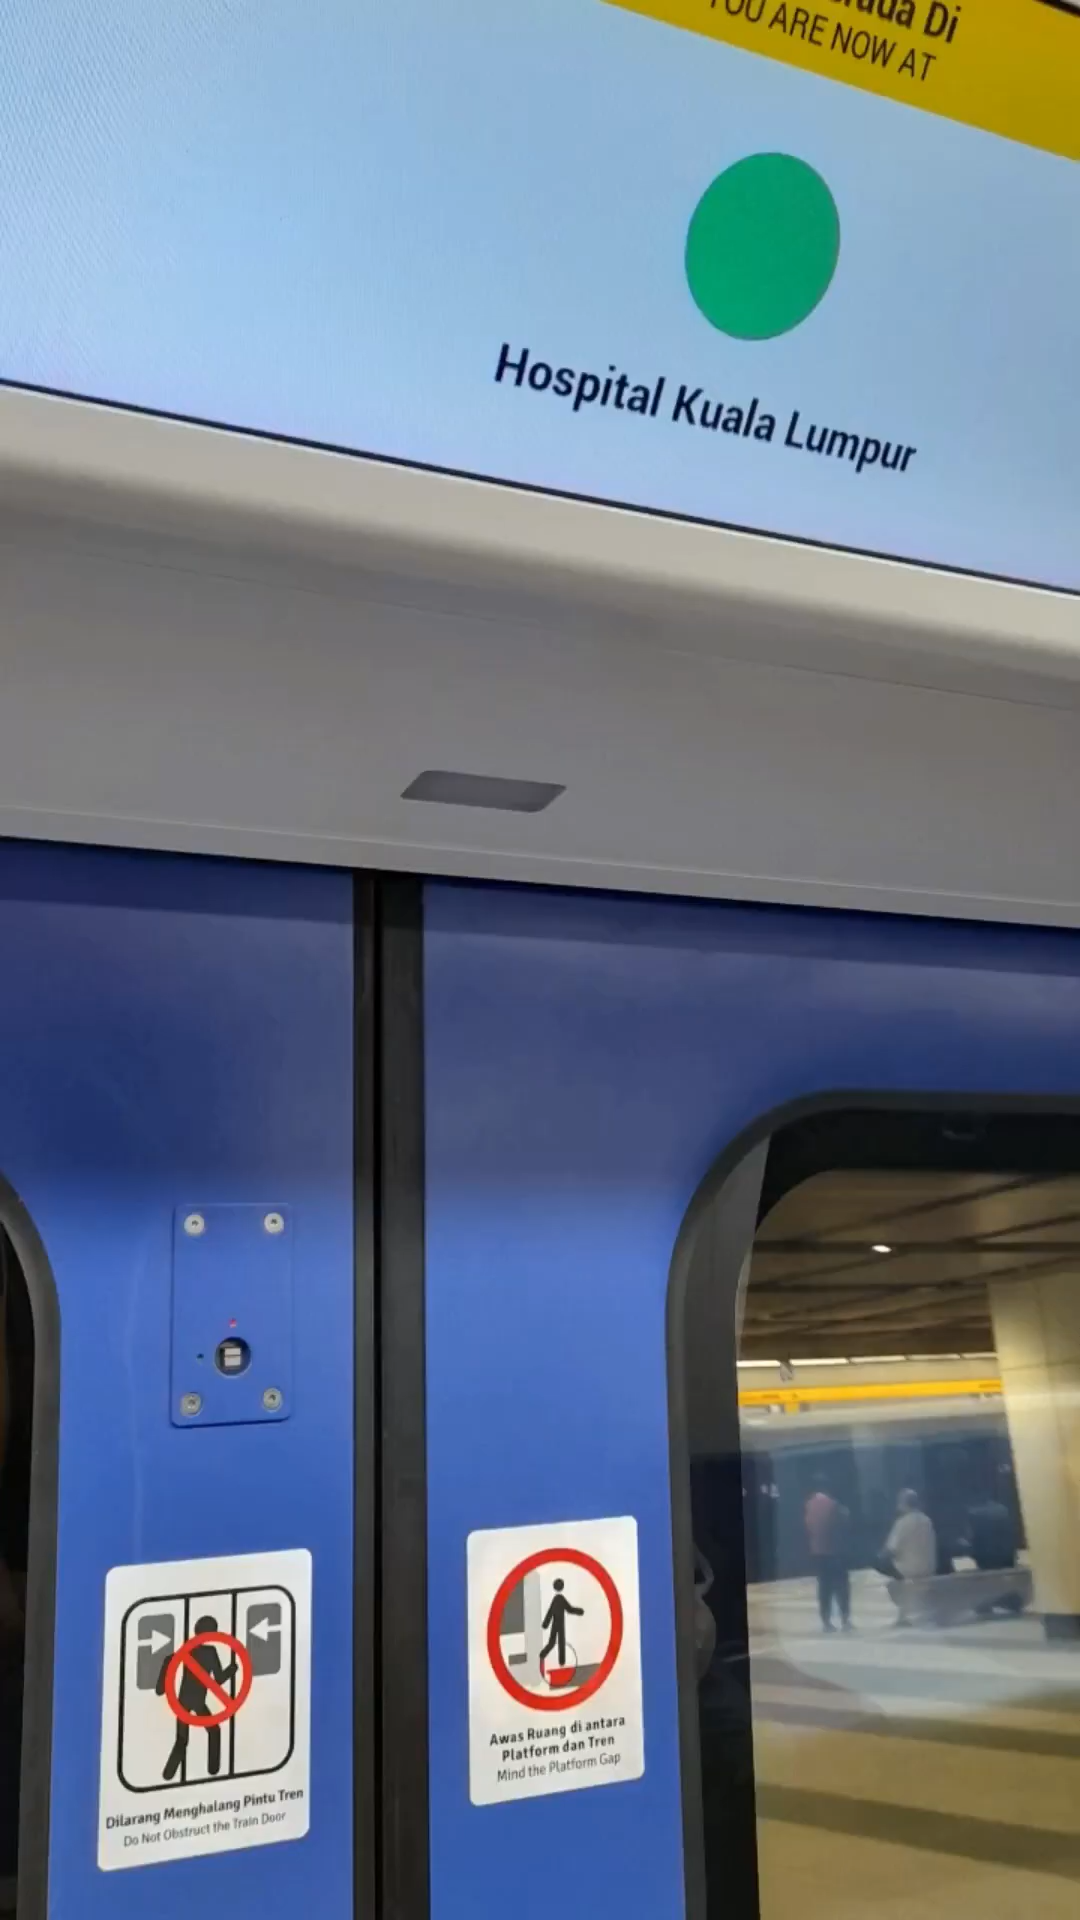 Di
YOU ARE NOW AT
Hospital Kuala Lumpur
Dilarang Menghalang Pintu Tren
Do Not Obstruct the Train Door
Awas Ruang di antara
Platform dan Tren
Mind the Platform Gap